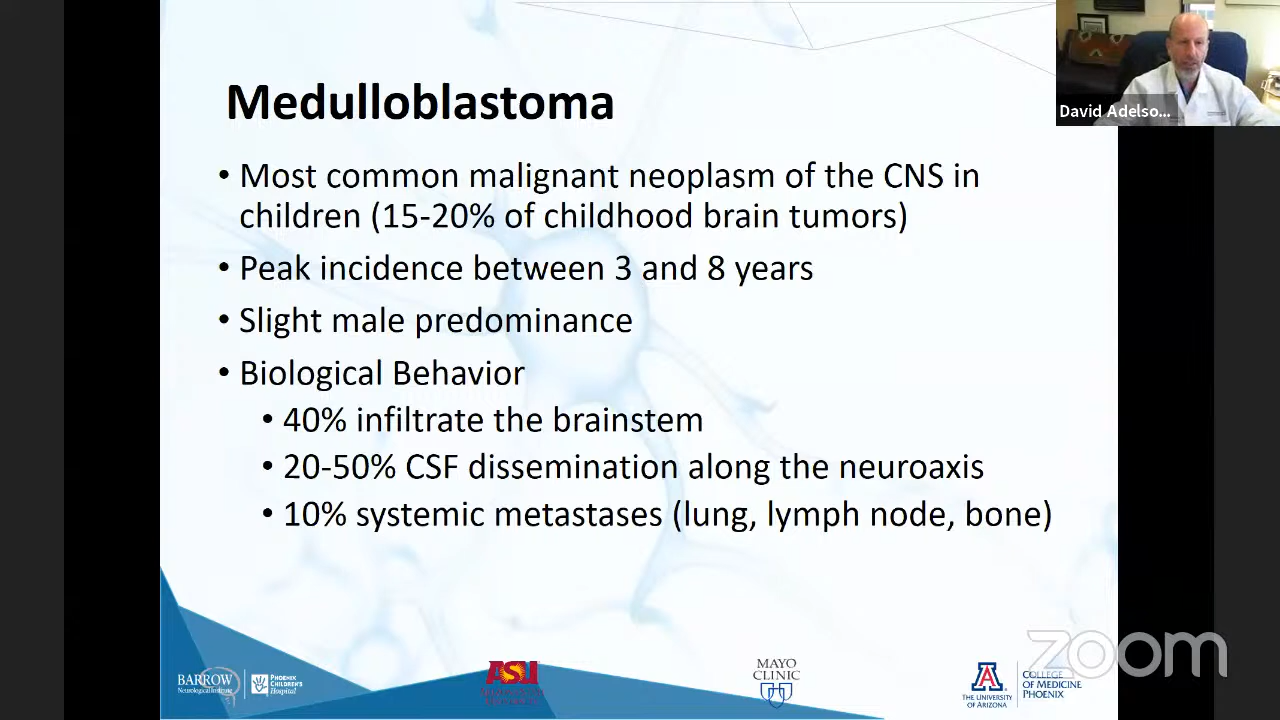 Medulloblastoma
• Most common malignant neoplasm of the CNS in
children (15-20% of childhood brain tumors)
• Peak incidence between 3 and 8 years
• Slight male predominance
• Biological Behavior
• 40% infiltrate the brainstem
• 20-50% CSF dissemination along the neuroaxis
• 10% systemic metastases (lung, lymph node, bone)
David Adelso...
BARROW
Neurological Institute
PHOENIX
CHILDREN'S
Hospital
ASU
MAYO
CLINIC
A
THE UNIVERSITY
OF ARIZONA
COLLEGE
OF MEDICINE
PHOENIX
zoom